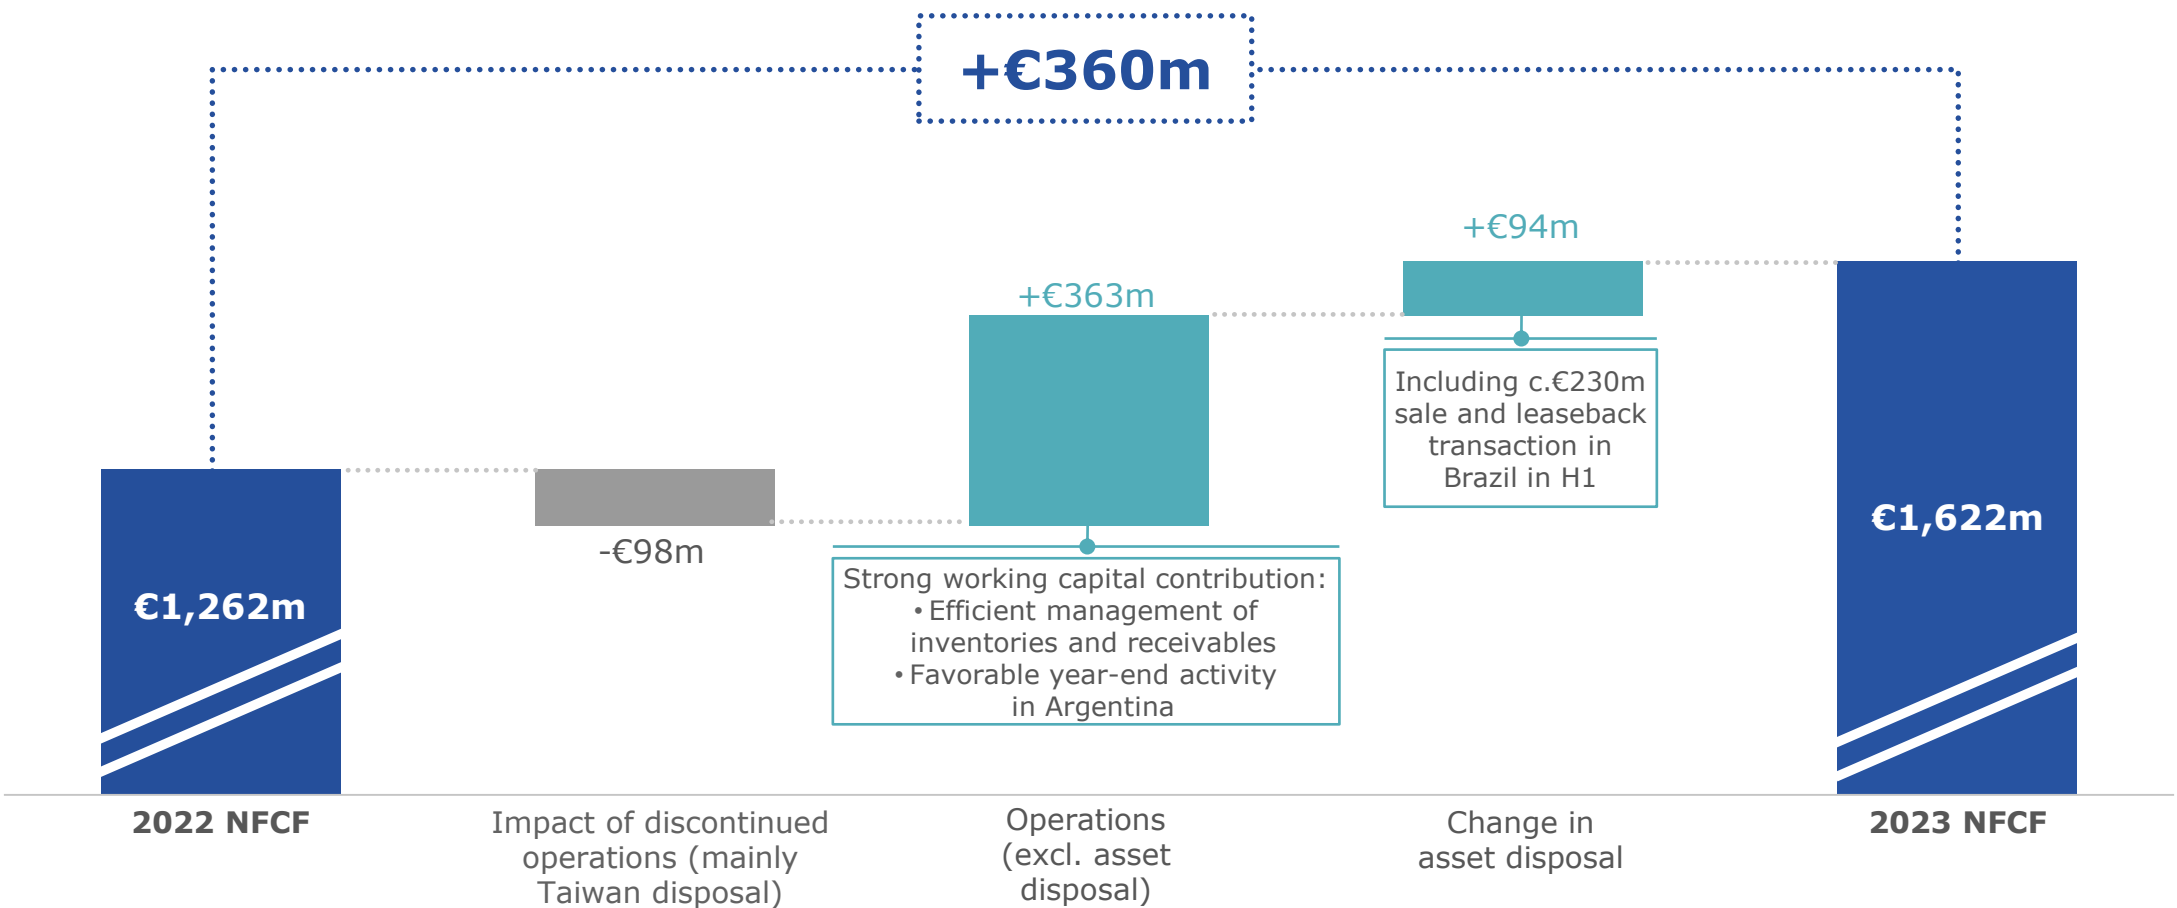 +€360m
+€94m
+€363m
Including c.€230m
sale and leaseback
transaction in
Brazil in H1
€1,262m
-€98m
€1,622m
Strong working capital contribution:
• Efficient management of
inventories and receivables
• Favorable year-end activity
in Argentina
2022 NFCF
Impact of discontinued
operations (mainly
Taiwan disposal)
Operations
(excl. asset
disposal)
Change in
asset disposal
2023 NFCF